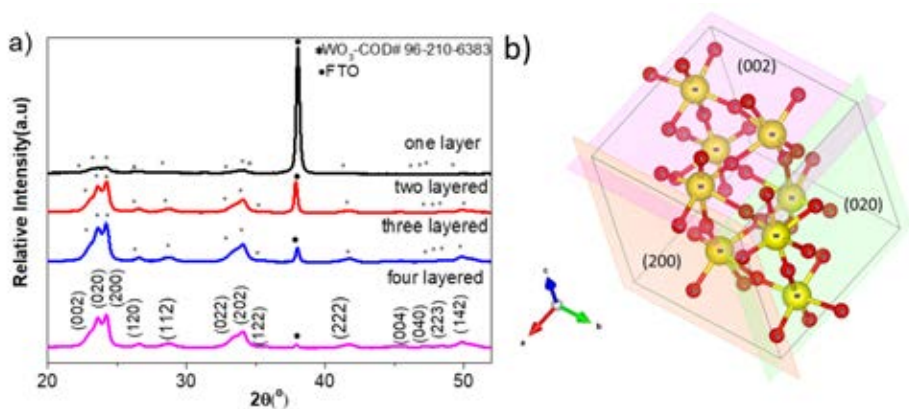 a)
Relative Intensity(a.u)
•WO3-COD# 96-210-6383
•FTO
one layer
two layered
three layered
four layered
(002)
(020)
(200)
(120)
(112)
(022)
(202)
(122)
(222)
(004)
(040)
(223)
(142)
20 30 40 50
2θ(°)
b)
(002)
(020)
(200)
c
a
b